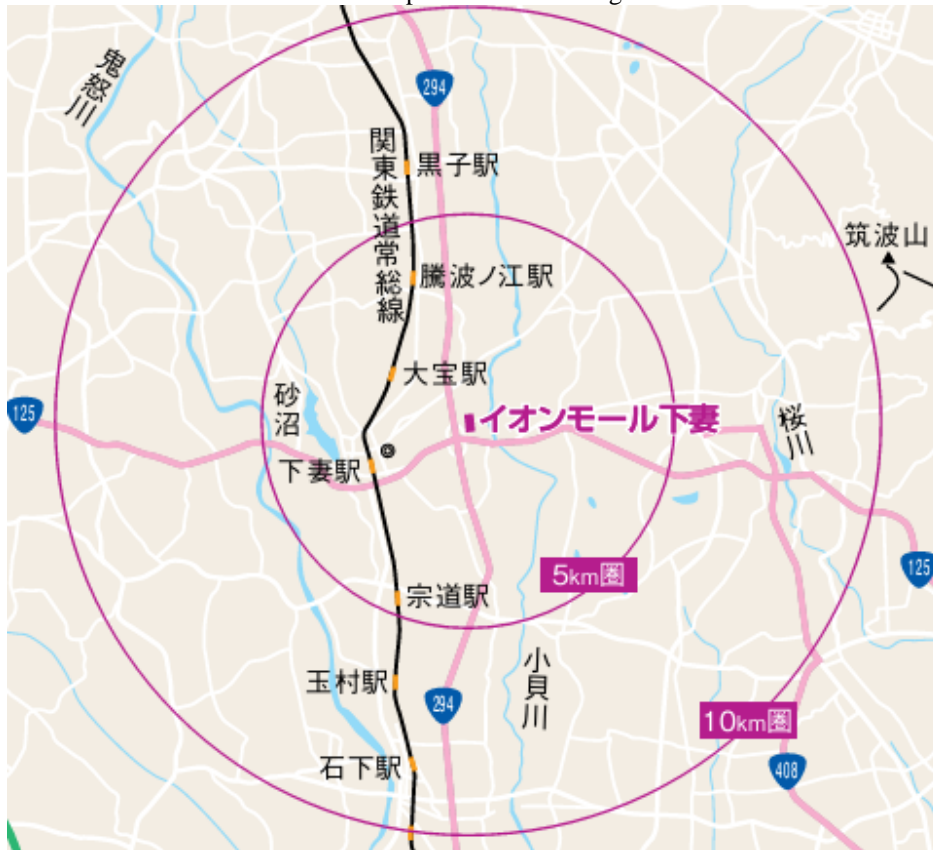 294
鬼怒川
関東鉄道常総線
黒子駅
筑波山
騰波ノ江駅
大宝駅
砂沼
125
イオンモール下妻
桜川
下妻駅
5km圏
125
宗道駅
小貝川
玉村駅
294
10km圏
石下駅
408